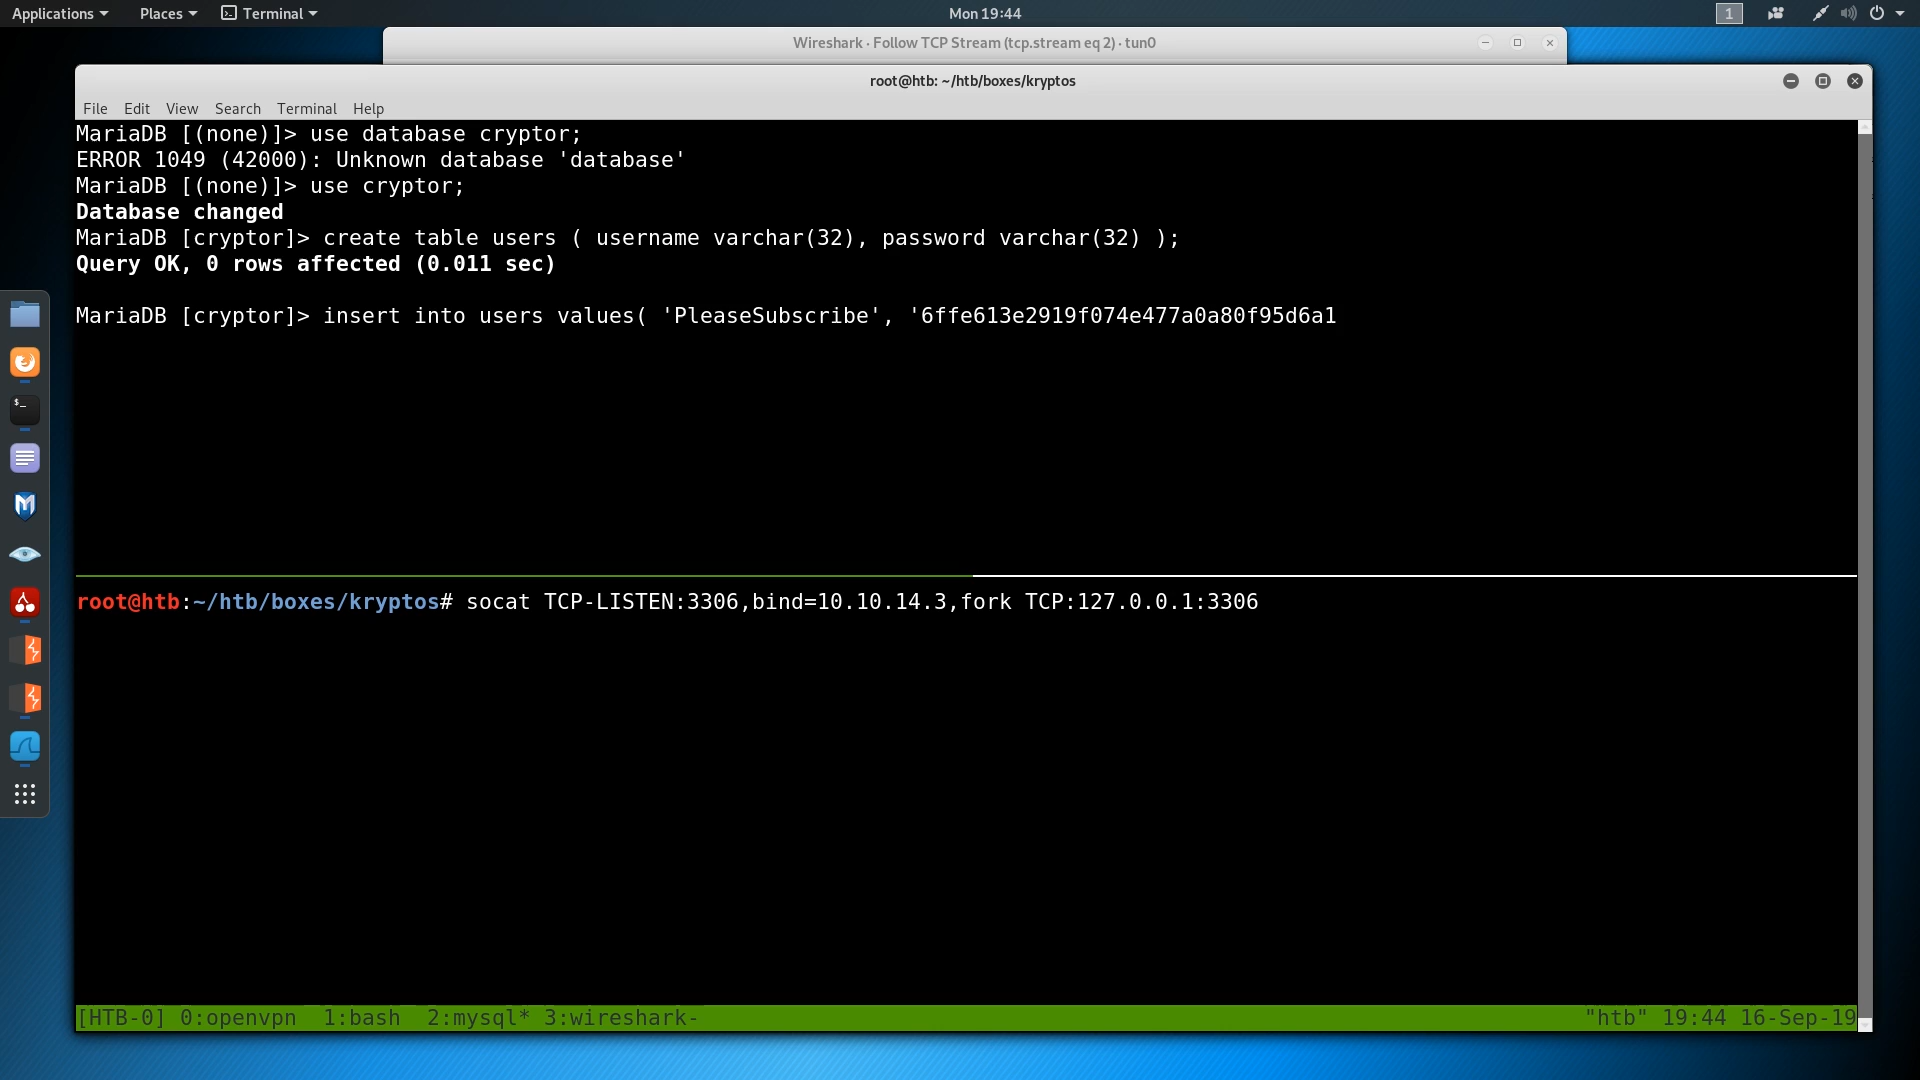 Applications Places Terminal Mon 19:44 1
Wireshark · Follow TCP Stream (tcp.stream eq 2) · tun0
root@htb: ~/htb/boxes/kryptos
File Edit View Search Terminal Help
MariaDB [(none)]> use database cryptor;
ERROR 1049 (42000): Unknown database 'database'
MariaDB [(none)]> use cryptor;
Database changed
MariaDB [cryptor]> create table users ( username varchar(32), password varchar(32) );
Query OK, 0 rows affected (0.011 sec)
MariaDB [cryptor]> insert into users values( 'PleaseSubscribe', '6ffe613e2919f074e477a0a80f95d6a1
root@htb:~/htb/boxes/kryptos# socat TCP-LISTEN:3306,bind=10.10.14.3,fork TCP:127.0.0.1:3306
[HTB-0] 0:openvpn 1:bash 2:mysql* 3:wireshark- "htb" 19:44 16-Sep-19